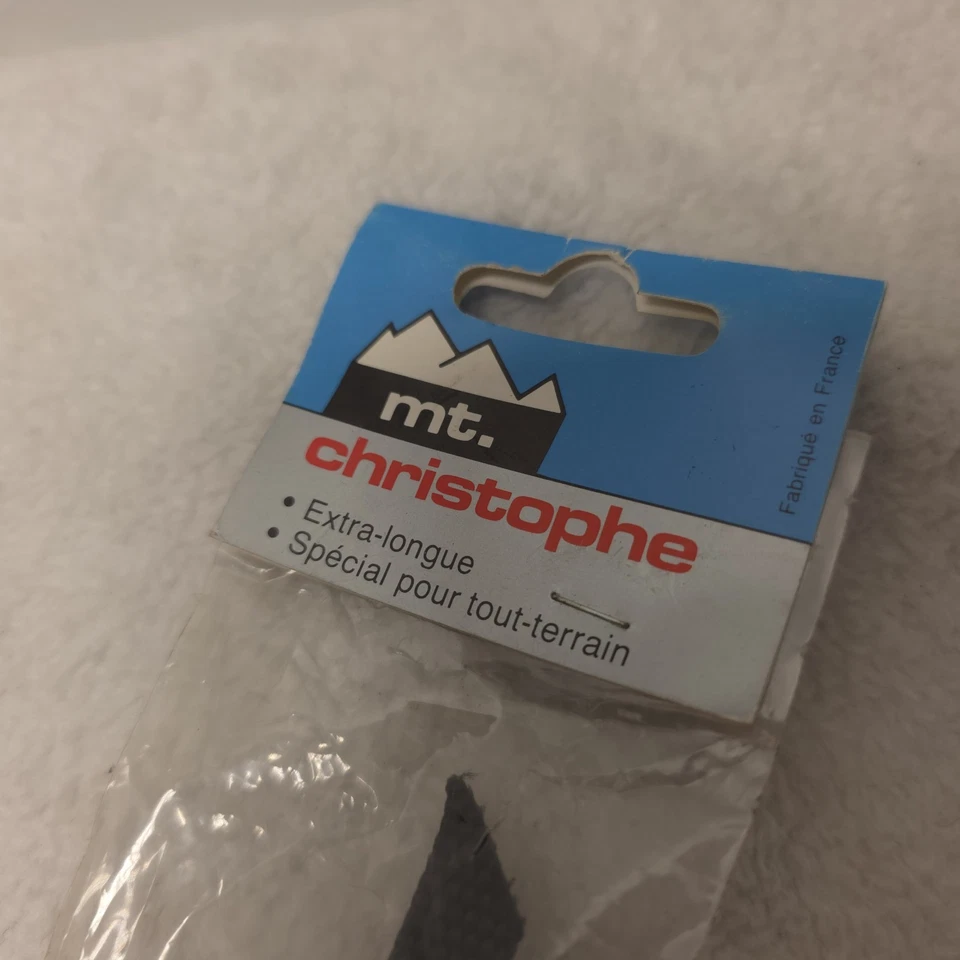 mt.
christophe
• Extra-longue
• Spécial pour tout-terrain
Fabriqué en France